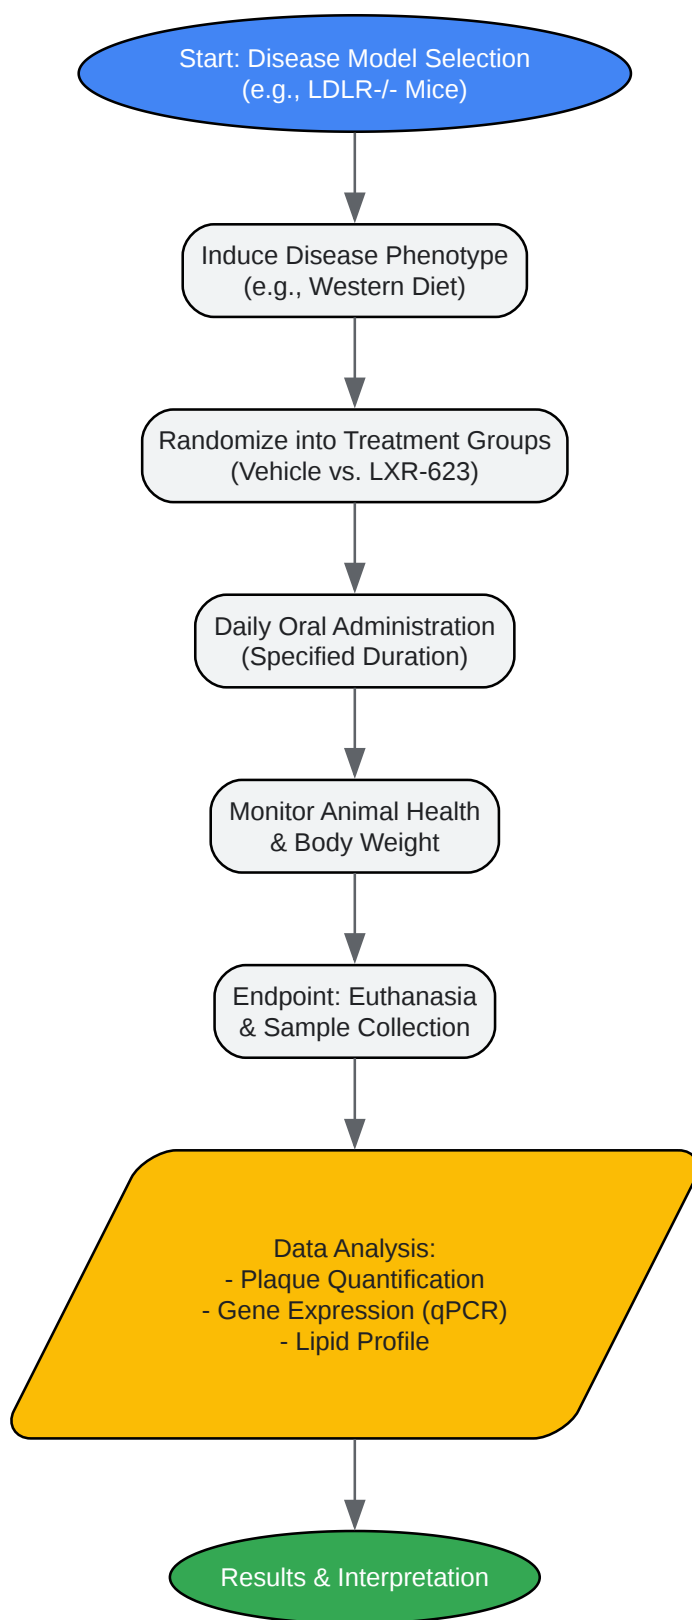 Start: Disease Model Selection
(e.g., LDLR-/- Mice)
Induce Disease Phenotype
(e.g., Western Diet)
Randomize into Treatment Groups
(Vehicle vs. LXR-623)
Daily Oral Administration
(Specified Duration)
Monitor Animal Health
& Body Weight
Endpoint: Euthanasia
& Sample Collection
Data Analysis:
- Plaque Quantification
- Gene Expression (qPCR)
- Lipid Profile
Results & Interpretation